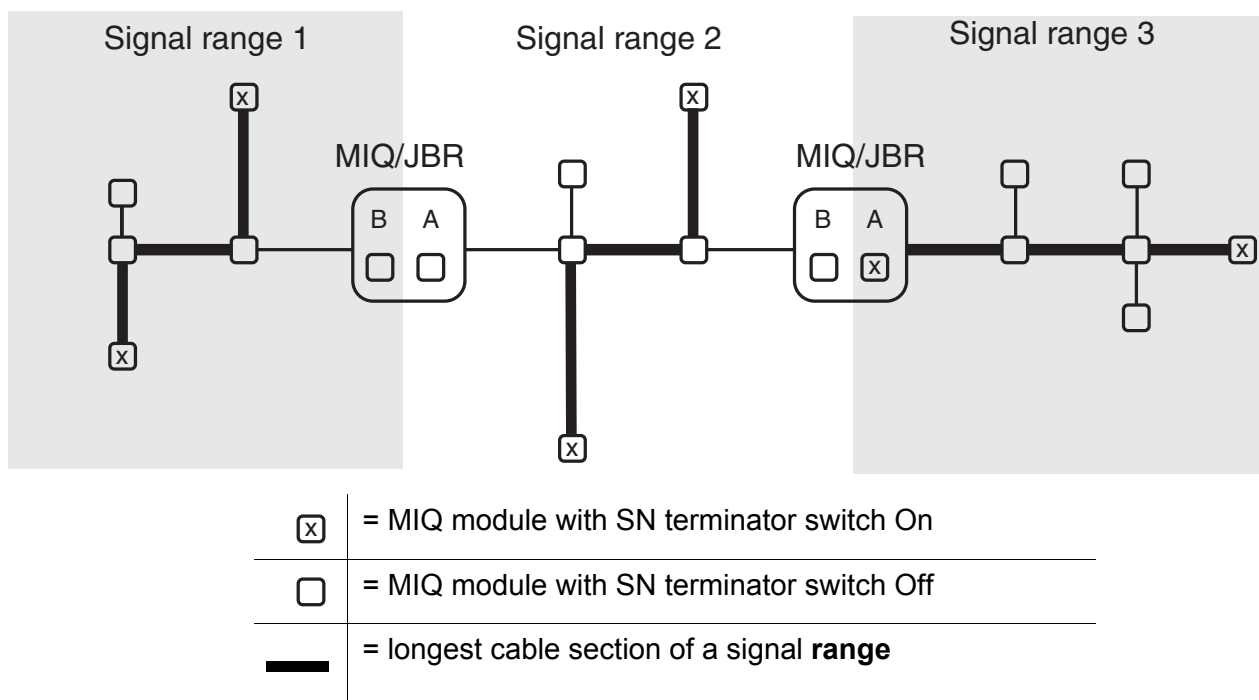 Signal range 1
Signal range 2
Signal range 3
x
x
MIQ/JBR
MIQ/JBR
B A
B A
x
x
x
x
x
= MIQ module with SN terminator switch On
= MIQ module with SN terminator switch Off
= longest cable section of a signal range